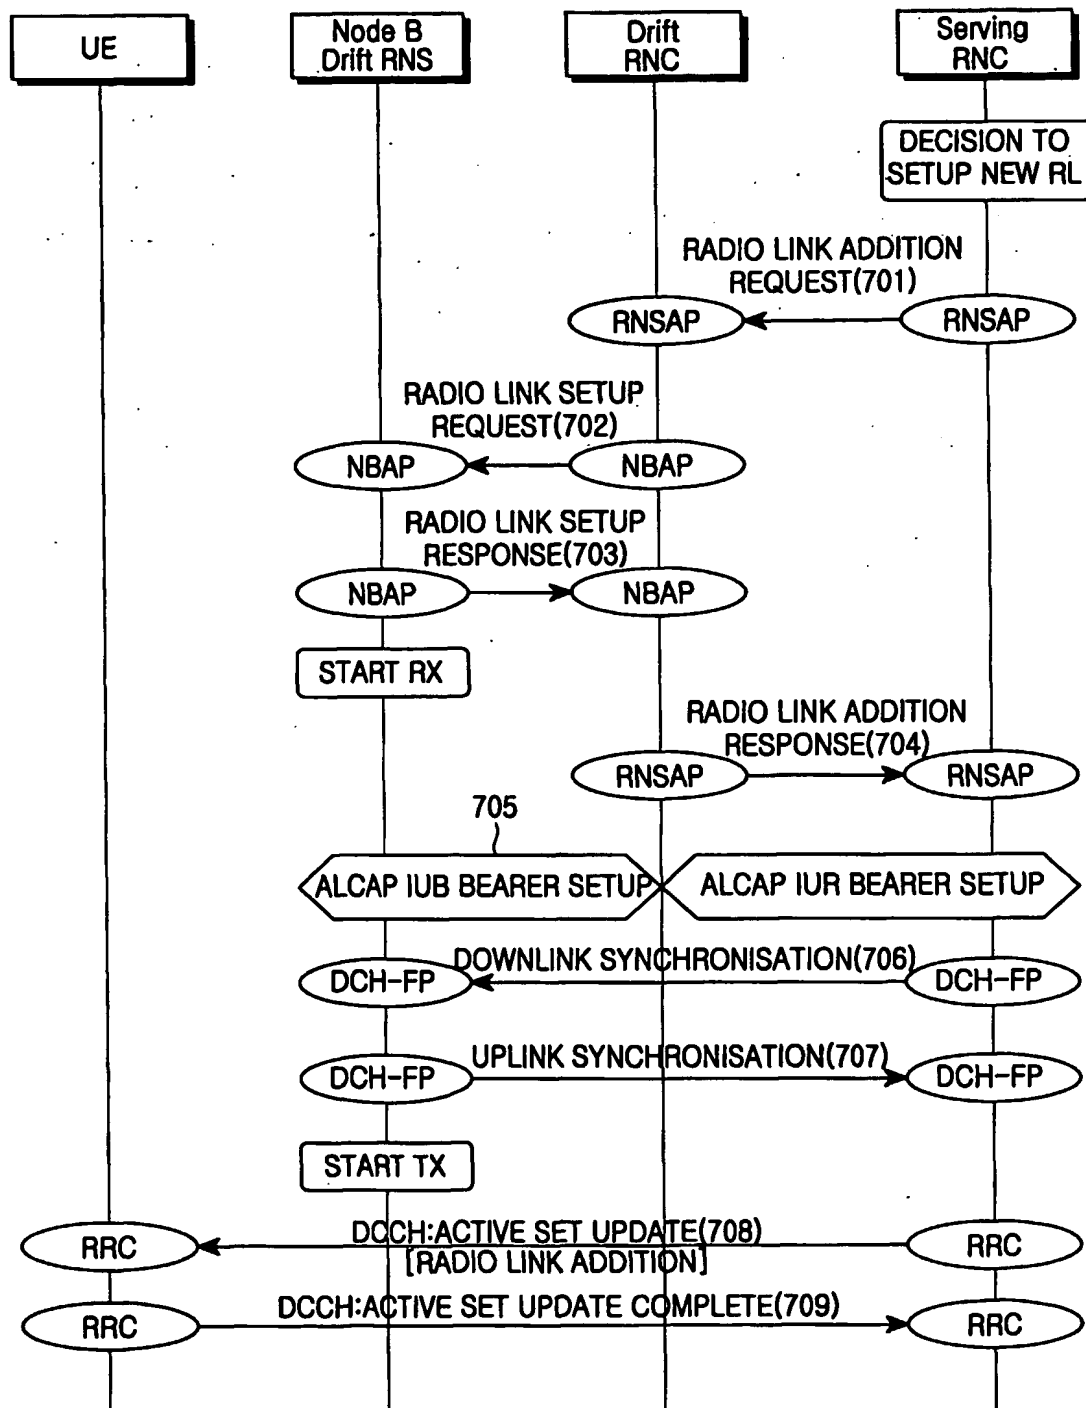 UE
Node B
Drift RNS
Drift
RNC
Serving
RNC
DECISION TO
SETUP NEW RL
RADIO LINK ADDITION
REQUEST(701)
RNSAP
RNSAP
RADIO LINK SETUP
REQUEST(702)
NBAP
NBAP
RADIO LINK SETUP
RESPONSE(703)
NBAP
NBAP
START RX
RADIO LINK ADDITION
RESPONSE(704)
RNSAP
RNSAP
705
ALCAP IUB BEARER SETUP
ALCAP IUR BEARER SETUP
DOWNLINK SYNCHRONISATION(706)
DCH-FP
DCH-FP
UPLINK SYNCHRONISATION(707)
DCH-FP
DCH-FP
START TX
DCCH:ACTIVE SET UPDATE(708)
[RADIO LINK ADDITION]
RRC
RRC
DCCH:ACTIVE SET UPDATE COMPLETE(709)
RRC
RRC